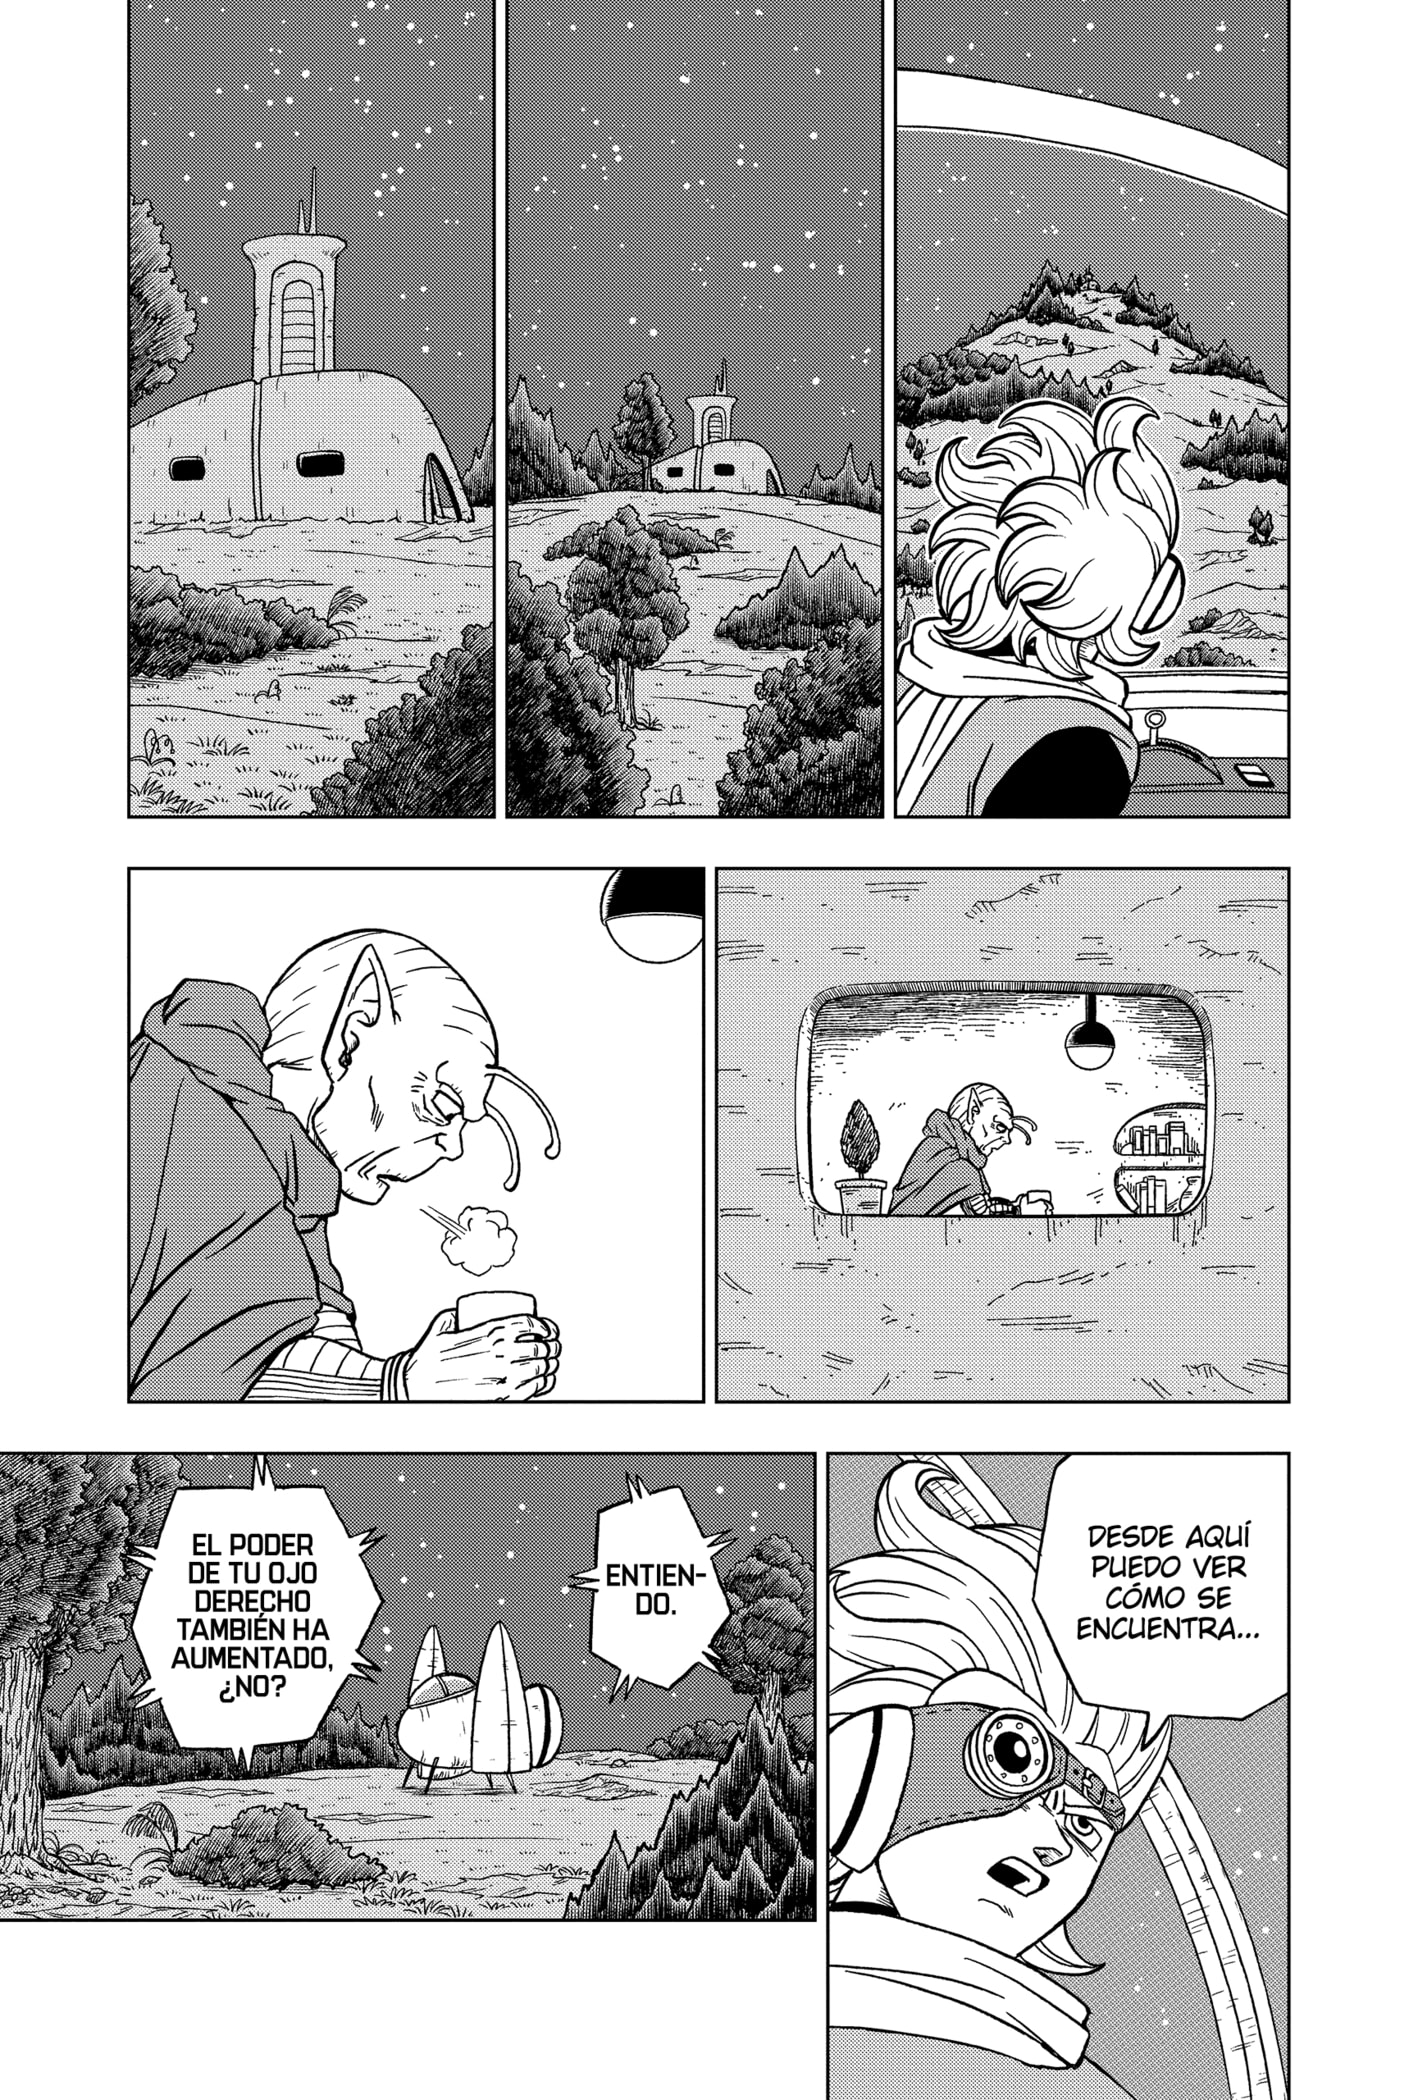 DESDE AQUÍ
PUEDO VER
CÓMO SE
ENCUENTRA...
ENTIEN-
DO.
EL PODER
DE TU OJO
DERECHO
TAMBIÉN HA
AUMENTADO,
¿NO?